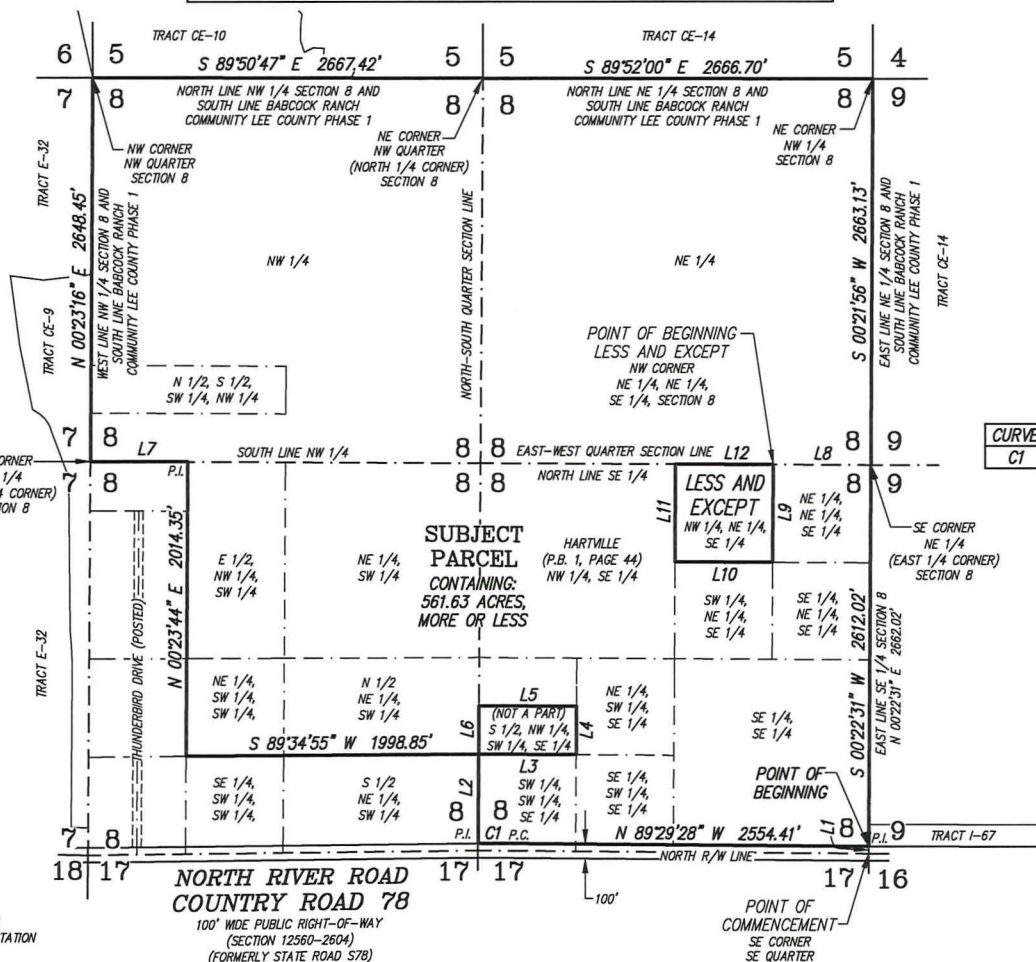 TRACT CE-10
TRACT CE-14
6
5
S 89°50'47" E 2667.42'
5
5
S 89°52'00" E 2666.70'
5
4
7
8
NORTH LINE NW 1/4 SECTION 8 AND
SOUTH LINE BABCOCK RANCH
COMMUNITY LEE COUNTY PHASE 1
8
8
NORTH LINE NE 1/4 SECTION 8 AND
SOUTH LINE BABCOCK RANCH
COMMUNITY LEE COUNTY PHASE 1
8
9
NW CORNER
NW QUARTER
SECTION 8
NE CORNER
NW QUARTER
(NORTH 1/4 CORNER)
SECTION 8
NE CORNER
NW 1/4
SECTION 8
TRACT E-32
N 00°23'16" E 2648.45'
WEST LINE NW 1/4 SECTION 8 AND
SOUTH LINE BABCOCK RANCH
COMMUNITY LEE COUNTY PHASE 1
NORTH-SOUTH QUARTER SECTION LINE
S 00°21'56" W 2663.13'
EAST LINE NE 1/4 SECTION 8 AND
SOUTH LINE BABCOCK RANCH
COMMUNITY LEE COUNTY PHASE 1
TRACT CE-14
NW 1/4
NE 1/4
TRACT CE-9
POINT OF BEGINNING
LESS AND EXCEPT
NW CORNER
NE 1/4, NE 1/4,
SE 1/4, SECTION 8
N 1/2, S 1/2,
SW 1/4, NW 1/4
CURVE
C1
7
8
L7
SOUTH LINE NW 1/4
8
8
EAST-WEST QUARTER SECTION LINE
L12
L8
8
9
CORNER
1/4
CORNER)
ON 8
7
8
P.I.
8
8
NORTH LINE SE 1/4
8
9
L11
LESS AND
EXCEPT
NW 1/4, NE 1/4,
SE 1/4
L9
NE 1/4,
NE 1/4,
SE 1/4
SE CORNER
NE 1/4
(EAST 1/4 CORNER)
SECTION 8
N 00°23'44" E 2014.35'
E 1/2,
NW 1/4,
SW 1/4
NE 1/4,
SW 1/4
SUBJECT
PARCEL
CONTAINING:
561.63 ACRES,
MORE OR LESS
HARTVILLE
(P.B. 1, PAGE 44)
NW 1/4, SE 1/4
L10
SW 1/4,
NE 1/4,
SE 1/4
SE 1/4,
NE 1/4,
SE 1/4
S 00°22'31" W 2612.02'
EAST LINE SE 1/4 SECTION 8
N 00°22'31" E 2662.02'
TRACT E-32
THUNDERBIRD DRIVE (POSTED)
NE 1/4,
SW 1/4,
SW 1/4,
N 1/2
NE 1/4,
SW 1/4,
L6
L5
(NOT A PART)
S 1/2, NW 1/4,
SW 1/4, SE 1/4
L4
NE 1/4,
SW 1/4,
SE 1/4
SE 1/4,
SE 1/4
S 89°34'55" W 1998.85'
SE 1/4,
SW 1/4,
SW 1/4,
S 1/2
NE 1/4,
SW 1/4,
L2
L3
SW 1/4,
SW 1/4,
SE 1/4
SE 1/4,
SW 1/4,
SE 1/4
POINT OF
BEGINNING
7
8
8
8
P.I.
C1
P.C.
N 89°29'28" W 2554.41'
L1
8
9
P.I.
TRACT I-67
NORTH R/W LINE
18
17
17
17
17
16
100'
NORTH RIVER ROAD
COUNTRY ROAD 78
100' WIDE PUBLIC RIGHT-OF-WAY
(SECTION 12560-2604)
(FORMERLY STATE ROAD S78)
TATION
POINT OF
COMMENCEMENT
SE CORNER
SE QUARTER